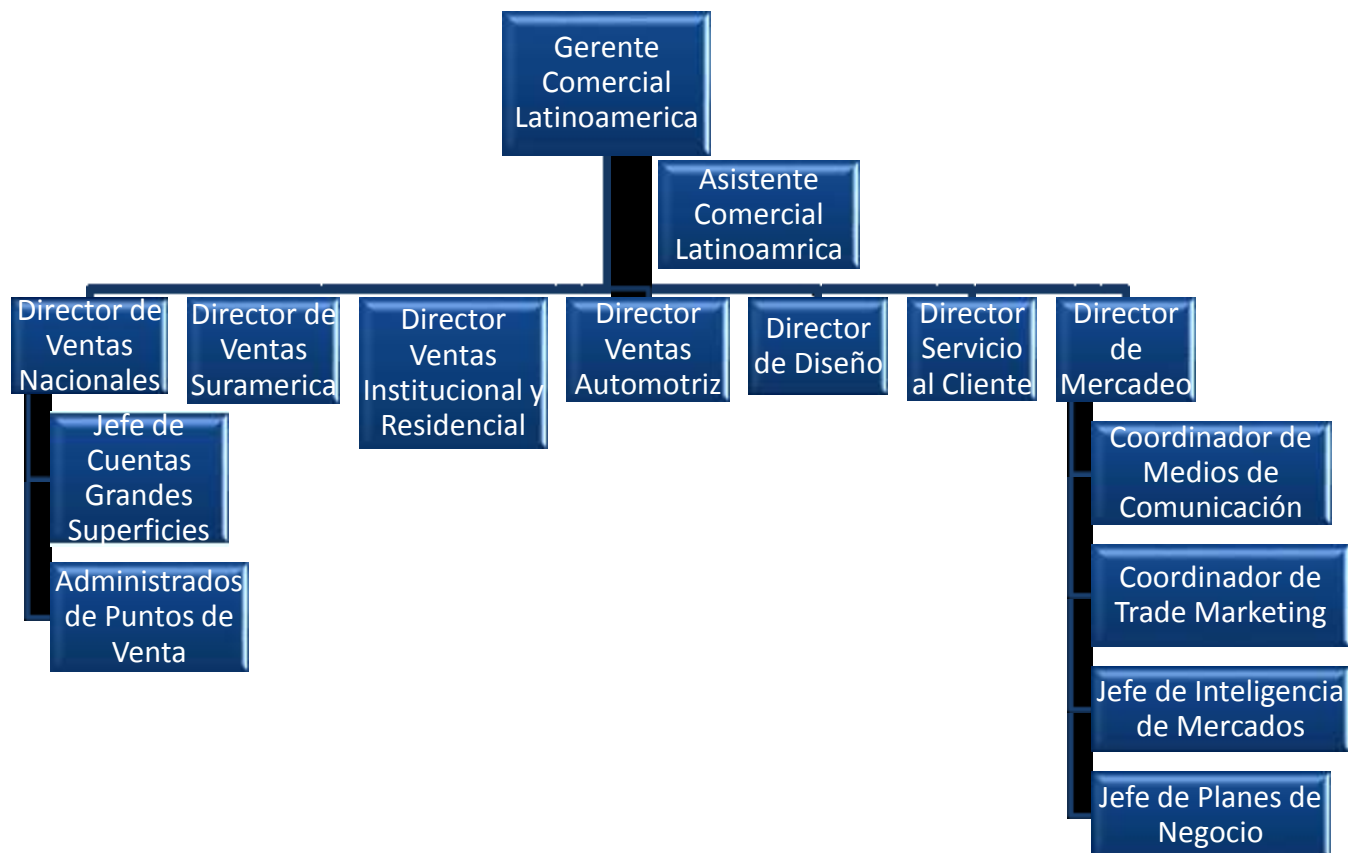 Gerente
Comercial
Latinoamerica
Asistente
Comercial
Latinoamrica
Director de
Ventas
Nacionales
Director de
Ventas
Suramerica
Director
Ventas
Institucional y
Residencial
Director
Ventas
Automotriz
Director
de Diseño
Director
Servicio
al Cliente
Director
de
Mercadeo
Jefe de
Cuentas
Grandes
Superficies
Administrados
de Puntos de
Venta
Coordinador de
Medios de
Comunicación
Coordinador de
Trade Marketing
Jefe de Inteligencia
de Mercados
Jefe de Planes de
Negocio